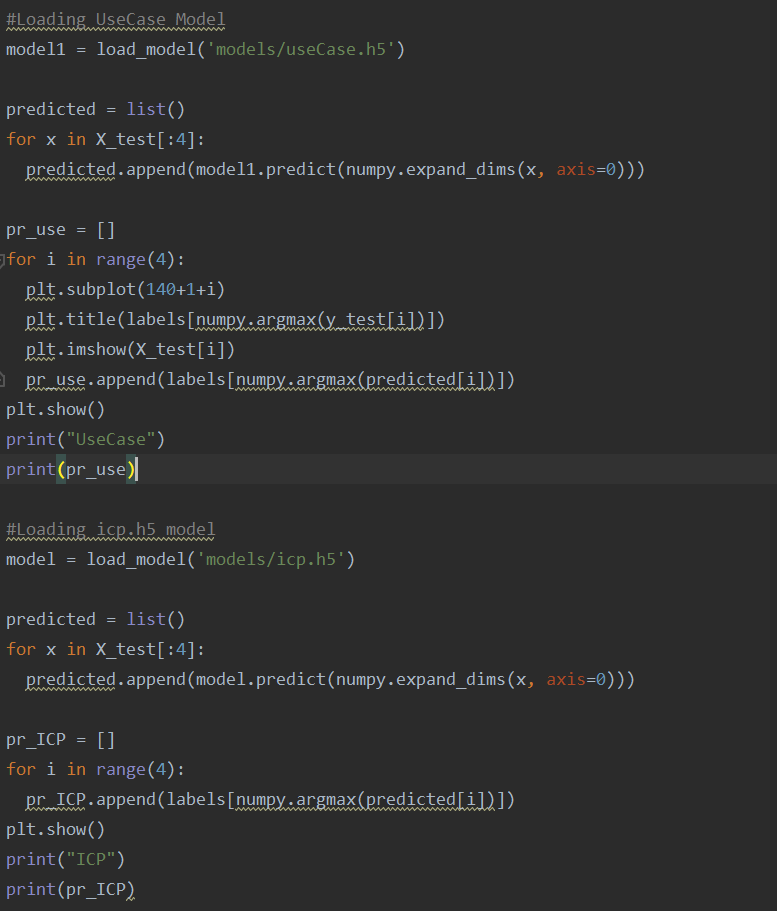 #Loading UseCase Model
model1 = load_model('models/useCase.h5')
predicted = list()
for x in X_test[:4]:
  predicted.append(model1.predict(numpy.expand_dims(x, axis=0)))
pr_use = []
for i in range(4):
  plt.subplot(140+1+i)
  plt.title(labels[numpy.argmax(y_test[i])])
  plt.imshow(X_test[i])
  pr_use.append(labels[numpy.argmax(predicted[i])])
plt.show()
print("UseCase")
print(pr_use)
#Loading icp.h5 model
model = load_model('models/icp.h5')
predicted = list()
for x in X_test[:4]:
  predicted.append(model.predict(numpy.expand_dims(x, axis=0)))
pr_ICP = []
for i in range(4):
  pr_ICP.append(labels[numpy.argmax(predicted[i])])
plt.show()
print("ICP")
print(pr_ICP)